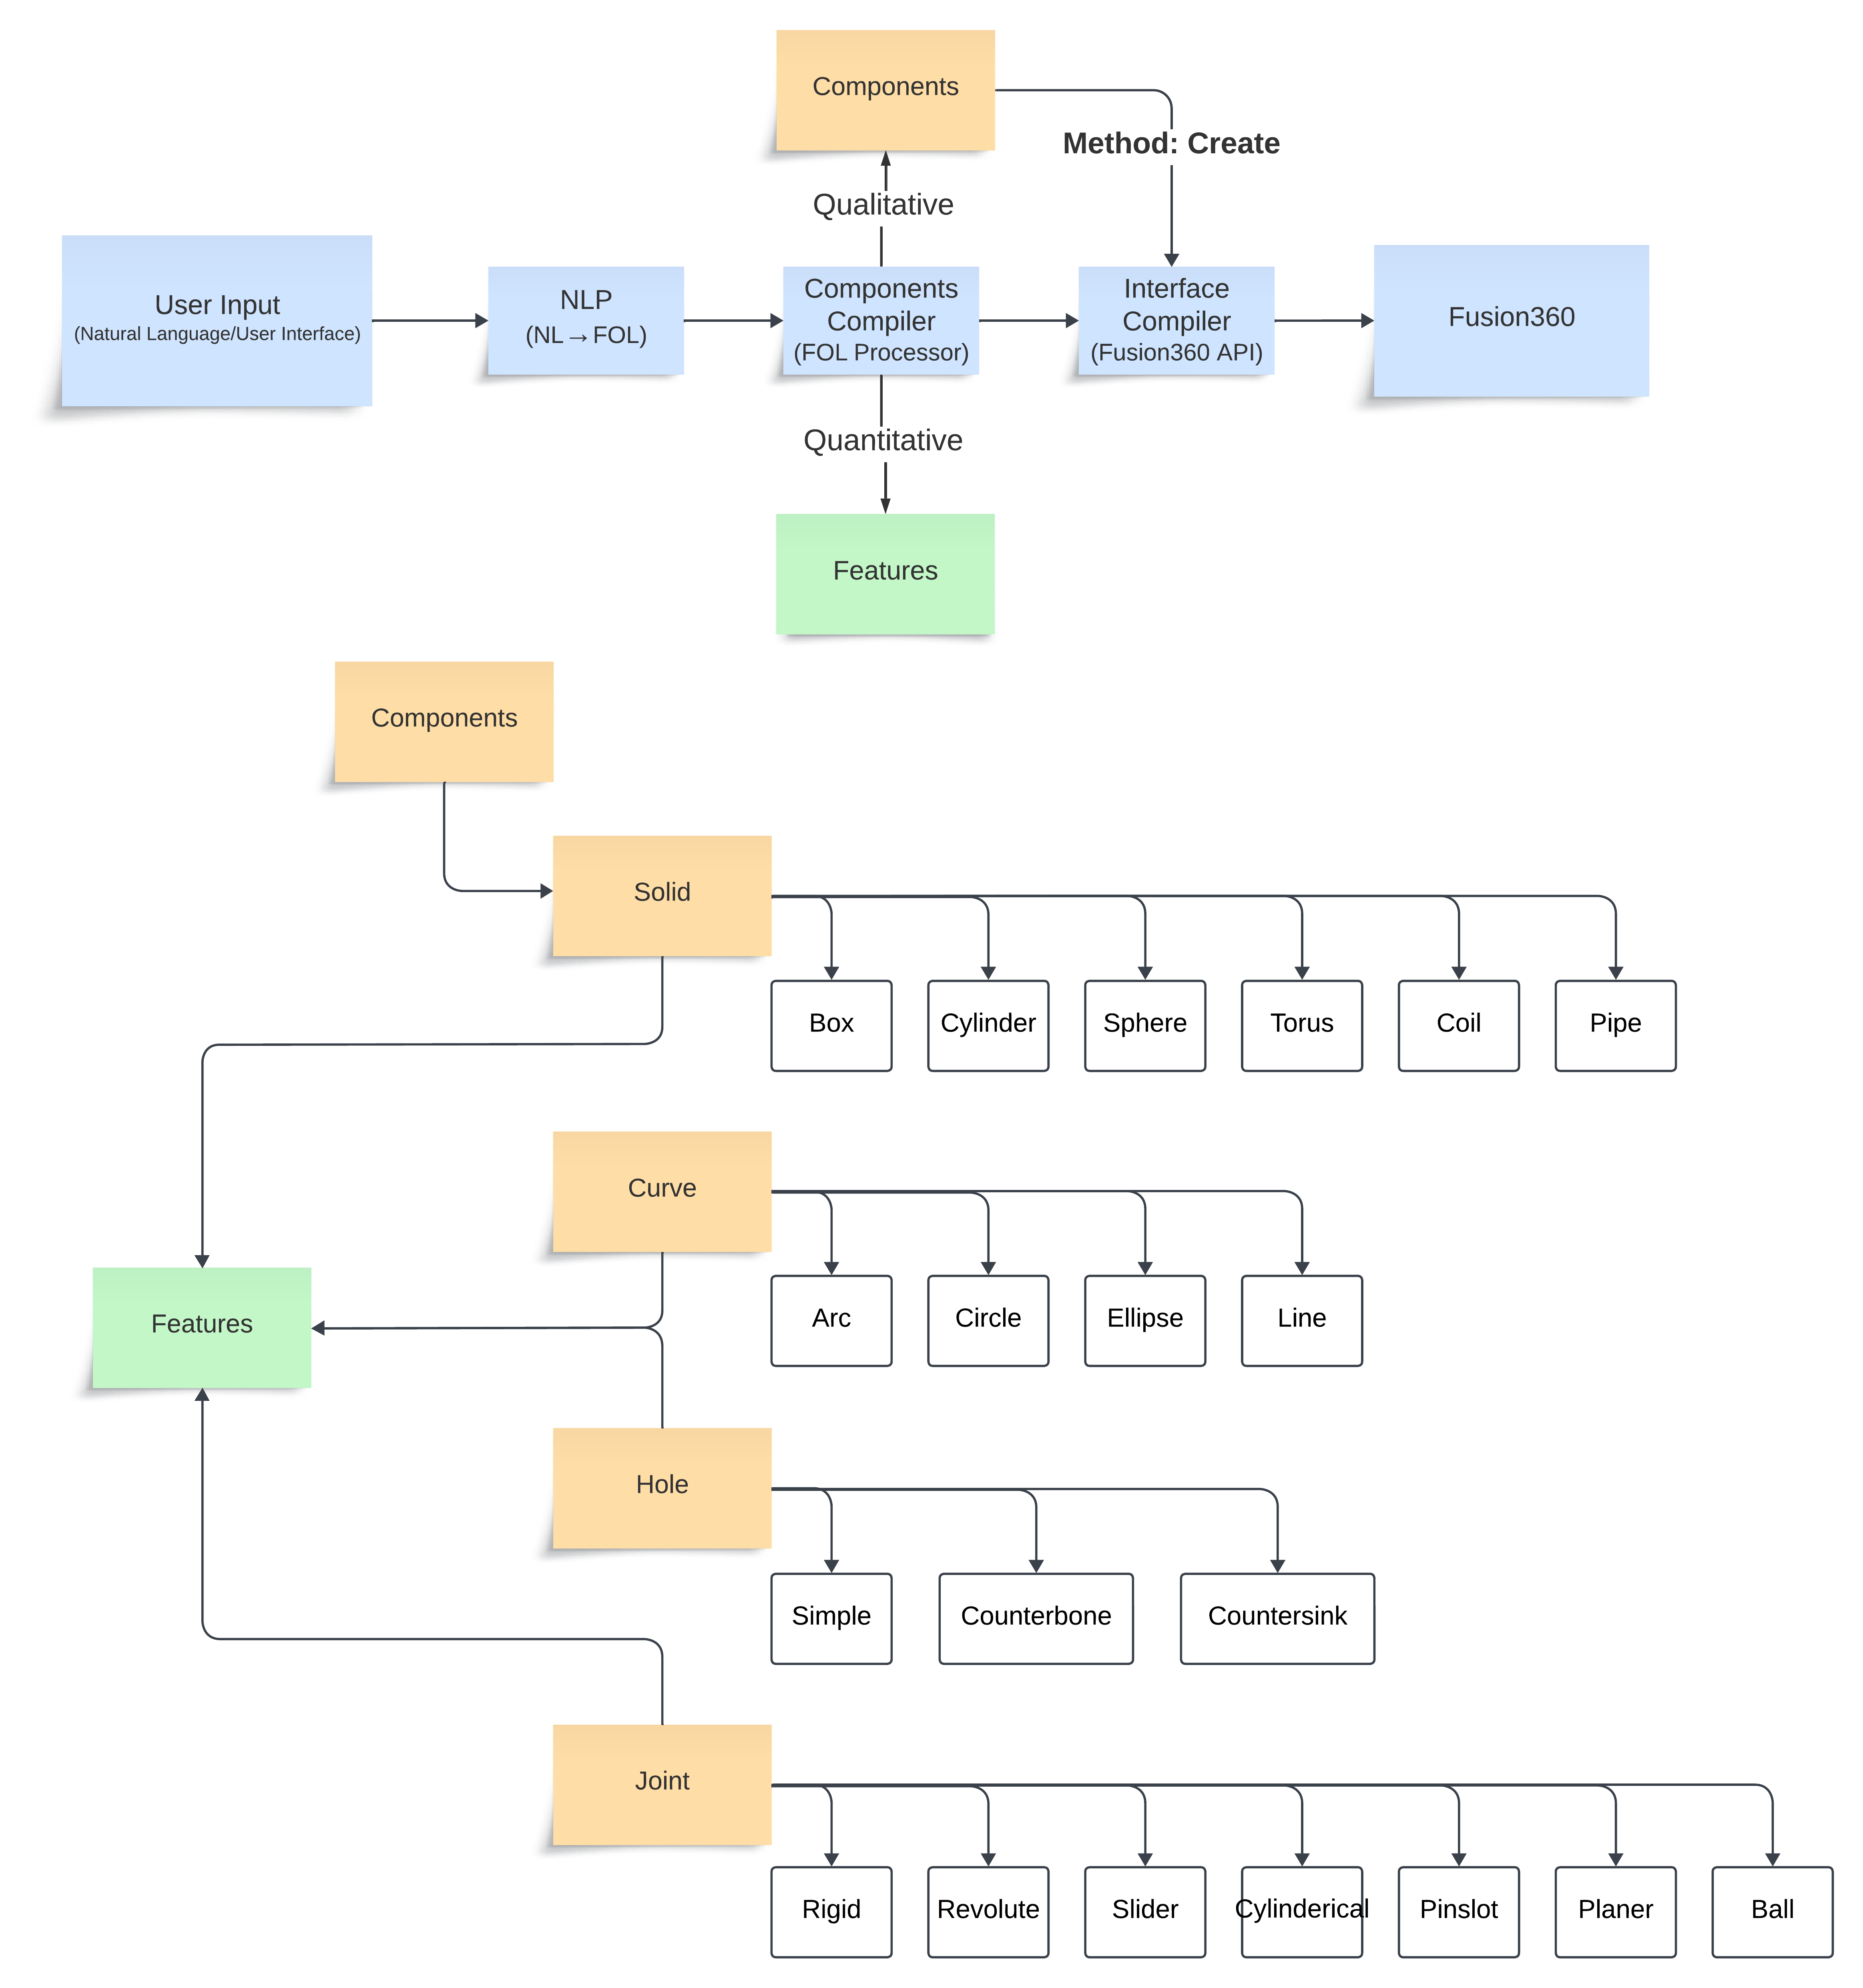 Components
Method: Create
Qualitative
User Input
(Natural Language/User Interface)
NLP
(NL→FOL)
Components
Compiler
(FOL Processor)
Interface
Compiler
(Fusion360 API)
Fusion360
Quantitative
Features
Components
Solid
Box
Cylinder
Sphere
Torus
Coil
Pipe
Curve
Features
Arc
Circle
Ellipse
Line
Hole
Simple
Counterbone
Countersink
Joint
Rigid
Revolute
Slider
Cylinderical
Pinslot
Planer
Ball